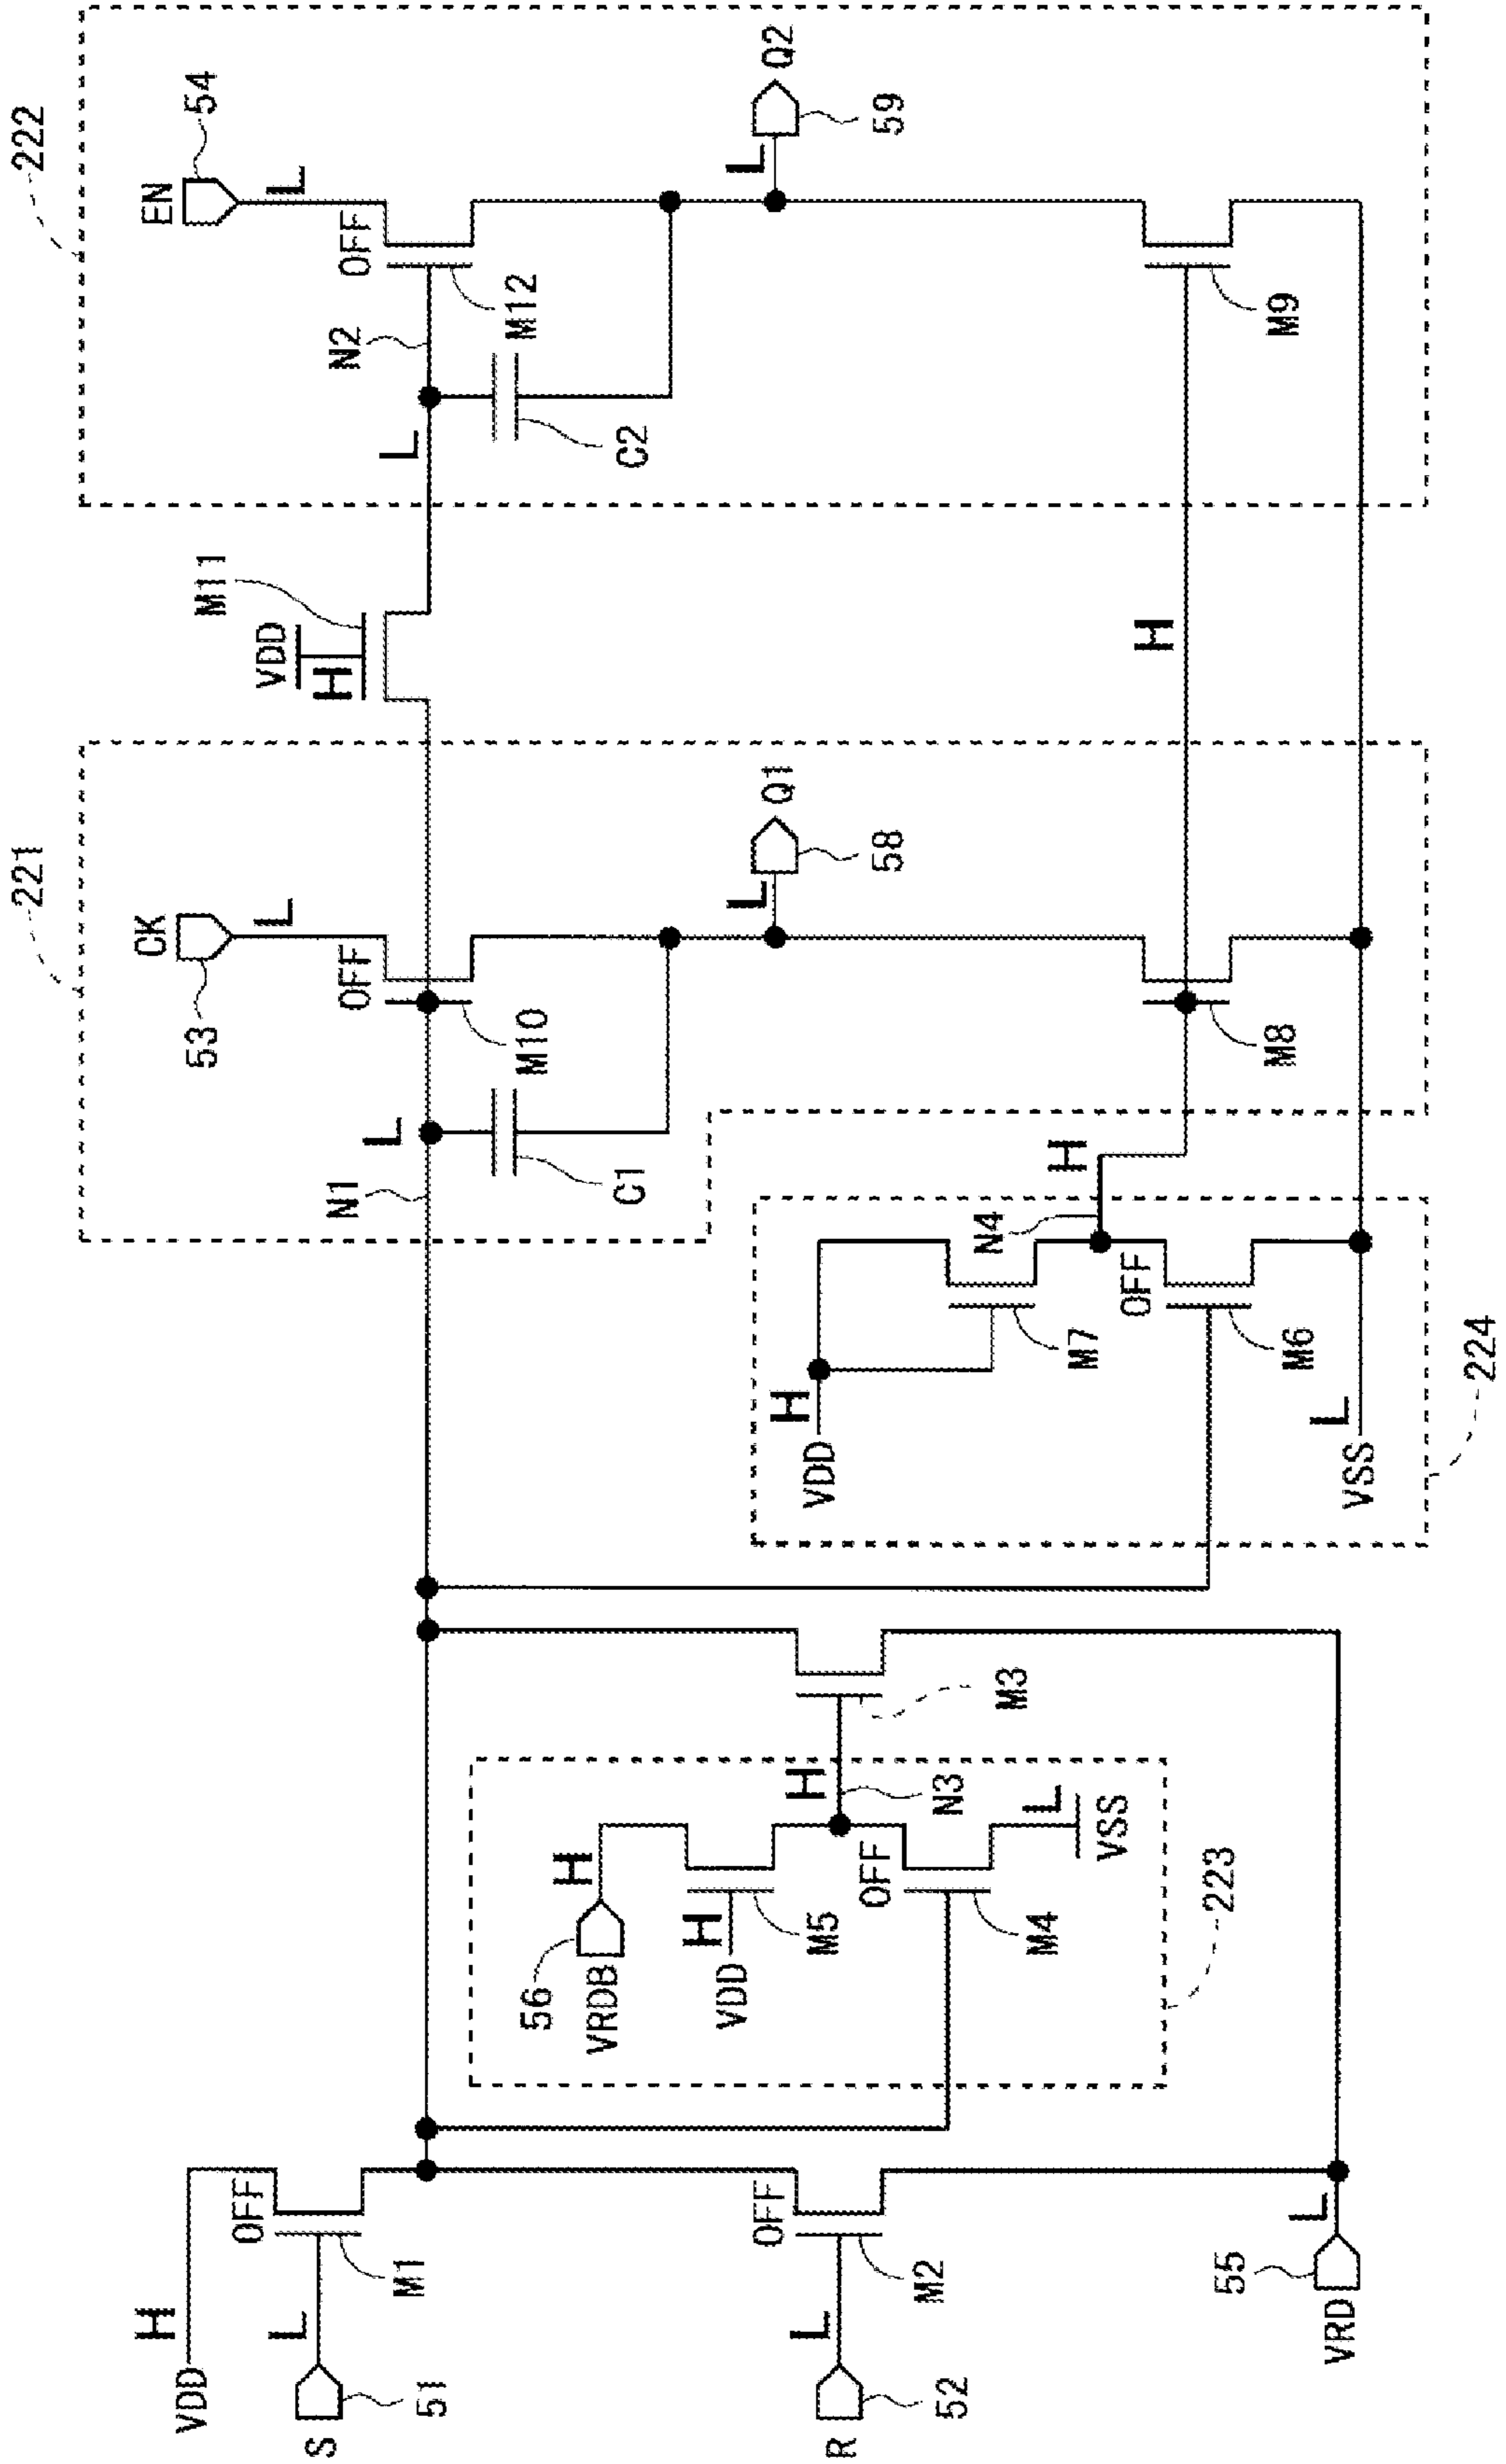 221
222
H
CK
EN
VDD
54
53
M11
OFF
VDD
L
L
L
S
H
N1
OFF
N2
OFF
L
L
M1
51
M10
M12
56
H
VRDB
C1
C2
H
VDD
L
L
OFF
Q1
Q2
H
H
L
VDD
M5
R
OFF
58
59
M2
N3
52
N4
M3
M4
L
H
M7
VSS
OFF
H
223
55
M8
M9
M6
L
L
VRD
VSS
224